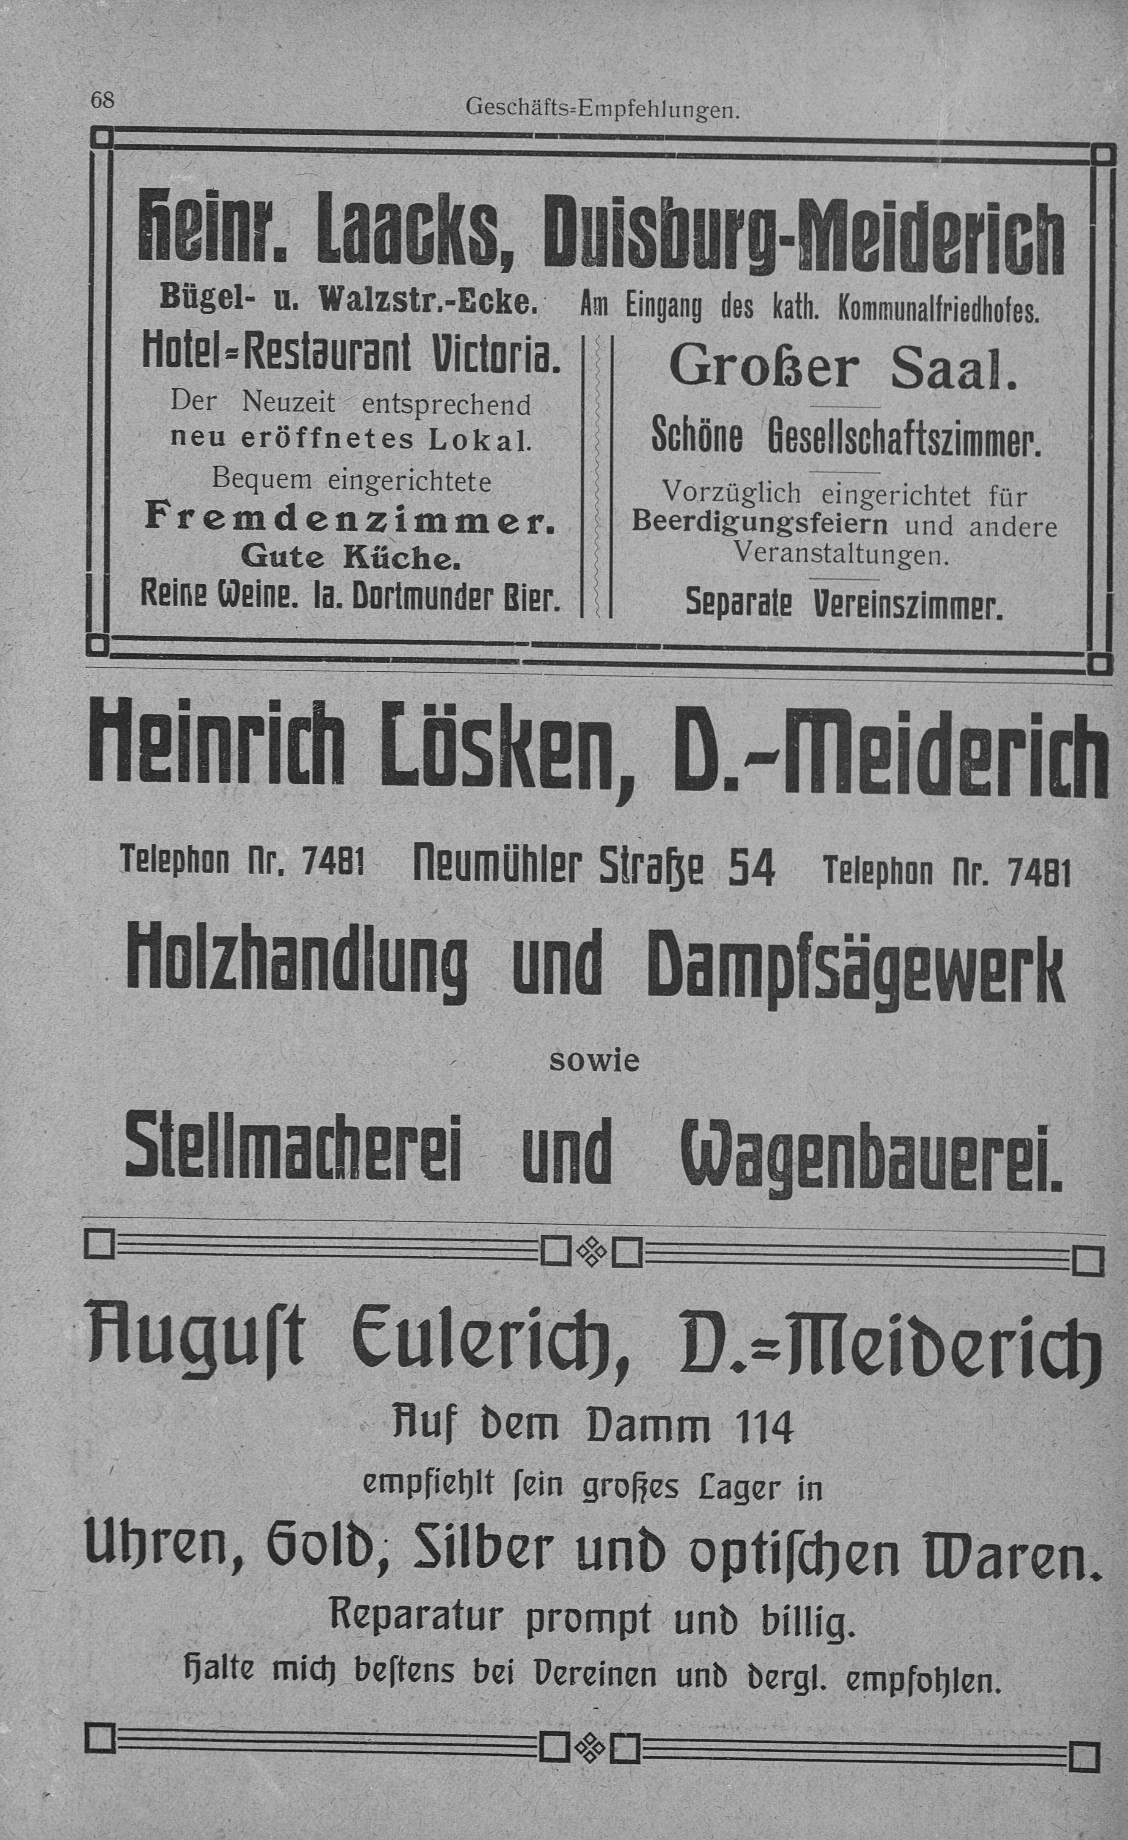 68
Geschäfts=Empfehlungen.
Heinr. Laacks, Duisburg-Meiderich
Bügel- u. Walzstr.-Ecke. Am Eingang des kath. Kommunalfriedhofes.
Hotel=Restaurant Victoria.
Der Neuzeit entsprechend
neu eröffnetes Lokal.
Bequem eingerichtete
Fremdenzimmer.
Gute Küche.
Reine Weine. Ia. Dortmunder Bier.
Großer Saal.
Schöne Gesellschaftszimmer.
Vorzüglich eingerichtet für
Beerdigungsfeiern und andere
Veranstaltungen.
Separate Vereinszimmer.
Heinrich Lösken, D.-Meiderich
Telephon Nr. 7481 Neumühler Straße 54 Telephon Nr. 7481
Holzhandlung und Dampfsägewerk
sowie
Stellmacherei und Wagenbauerei.
Auguſt Eulerich, D.=Meiderich
Auf dem Damm 114
empfiehlt ſein großes Lager in
Uhren, Gold, Silber und optiſchen Waren.
Reparatur prompt und billig.
Halte mich beſtens bei Vereinen und dergl. empfohlen.